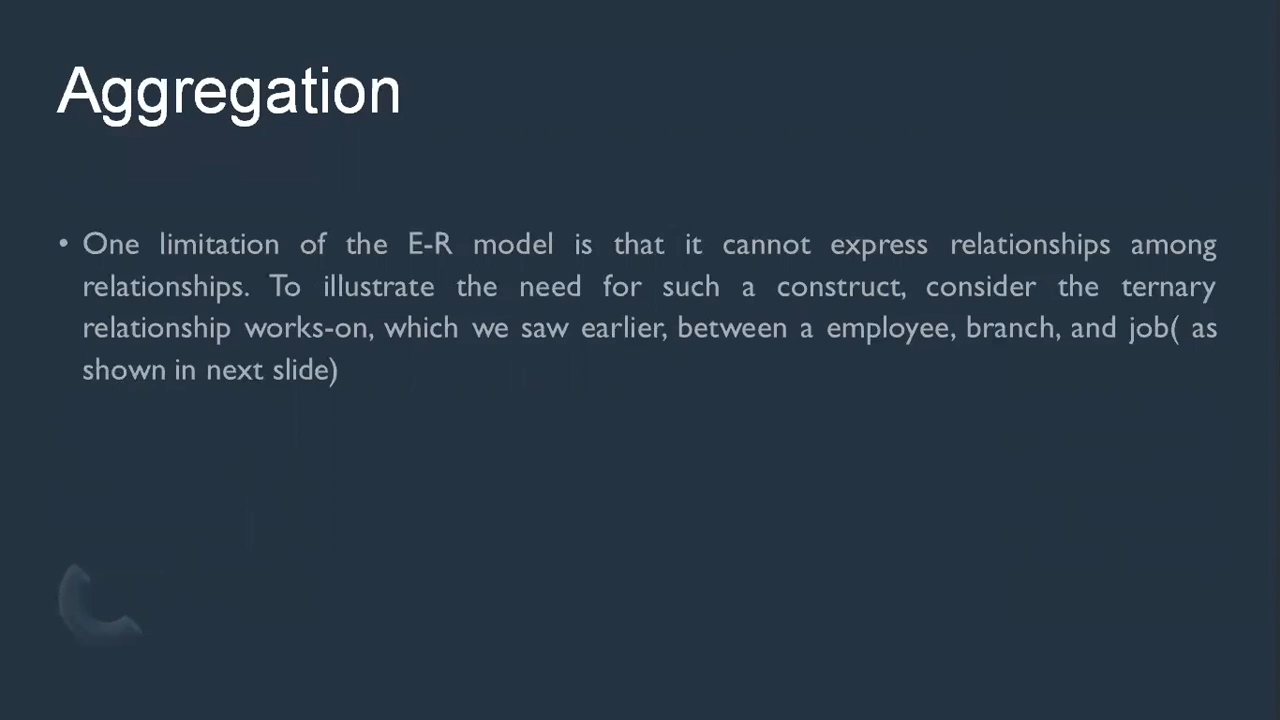 Aggregation
• One limitation of the E-R model is that it cannot express relationships among
relationships. To illustrate the need for such a construct, consider the ternary
relationship works-on, which we saw earlier, between a employee, branch, and job( as
shown in next slide)